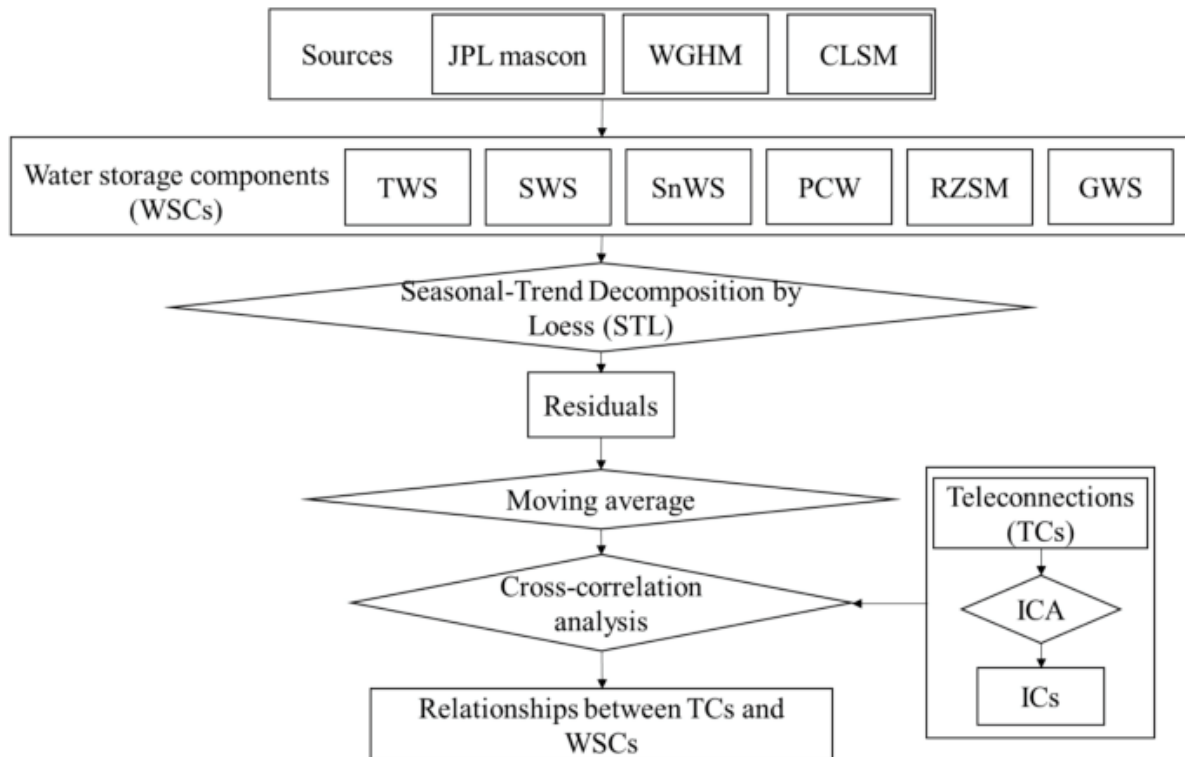 Sources JPL mascon WGHM CLSM
Water storage components
(WSCs)
TWS SWS SnWS PCW RZSM GWS
Seasonal-Trend Decomposition by
Loess (STL)
Residuals
Moving average
Teleconnections
(TCs)
Cross-correlation
analysis
ICA
ICs
Relationships between TCs and
WSCs